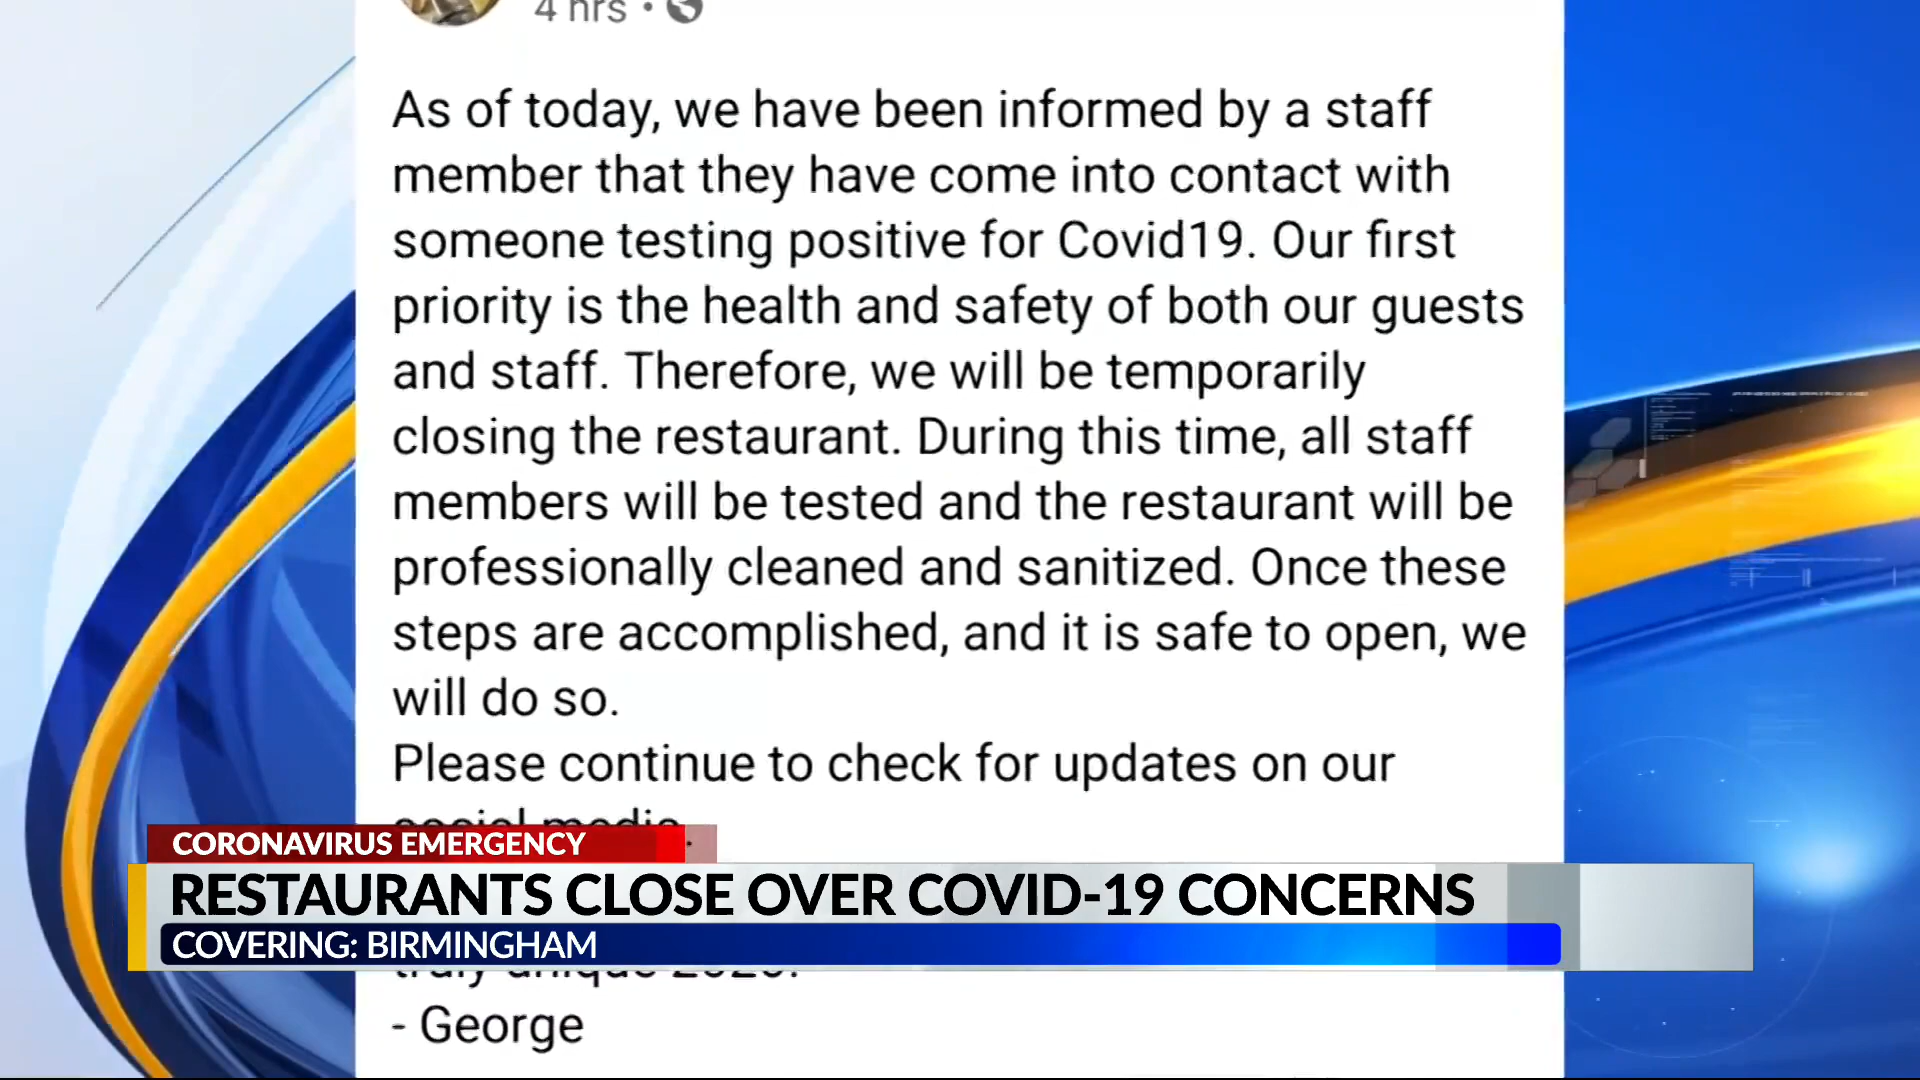 4 hrs •
As of today, we have been informed by a staff
member that they have come into contact with
someone testing positive for Covid19. Our first
priority is the health and safety of both our guests
and staff. Therefore, we will be temporarily
closing the restaurant. During this time, all staff
members will be tested and the restaurant will be
professionally cleaned and sanitized. Once these
steps are accomplished, and it is safe to open, we
will do so.
Please continue to check for updates on our
social media.
CORONAVIRUS EMERGENCY
RESTAURANTS CLOSE OVER COVID-19 CONCERNS
COVERING: BIRMINGHAM
truly unique 2020.
- George